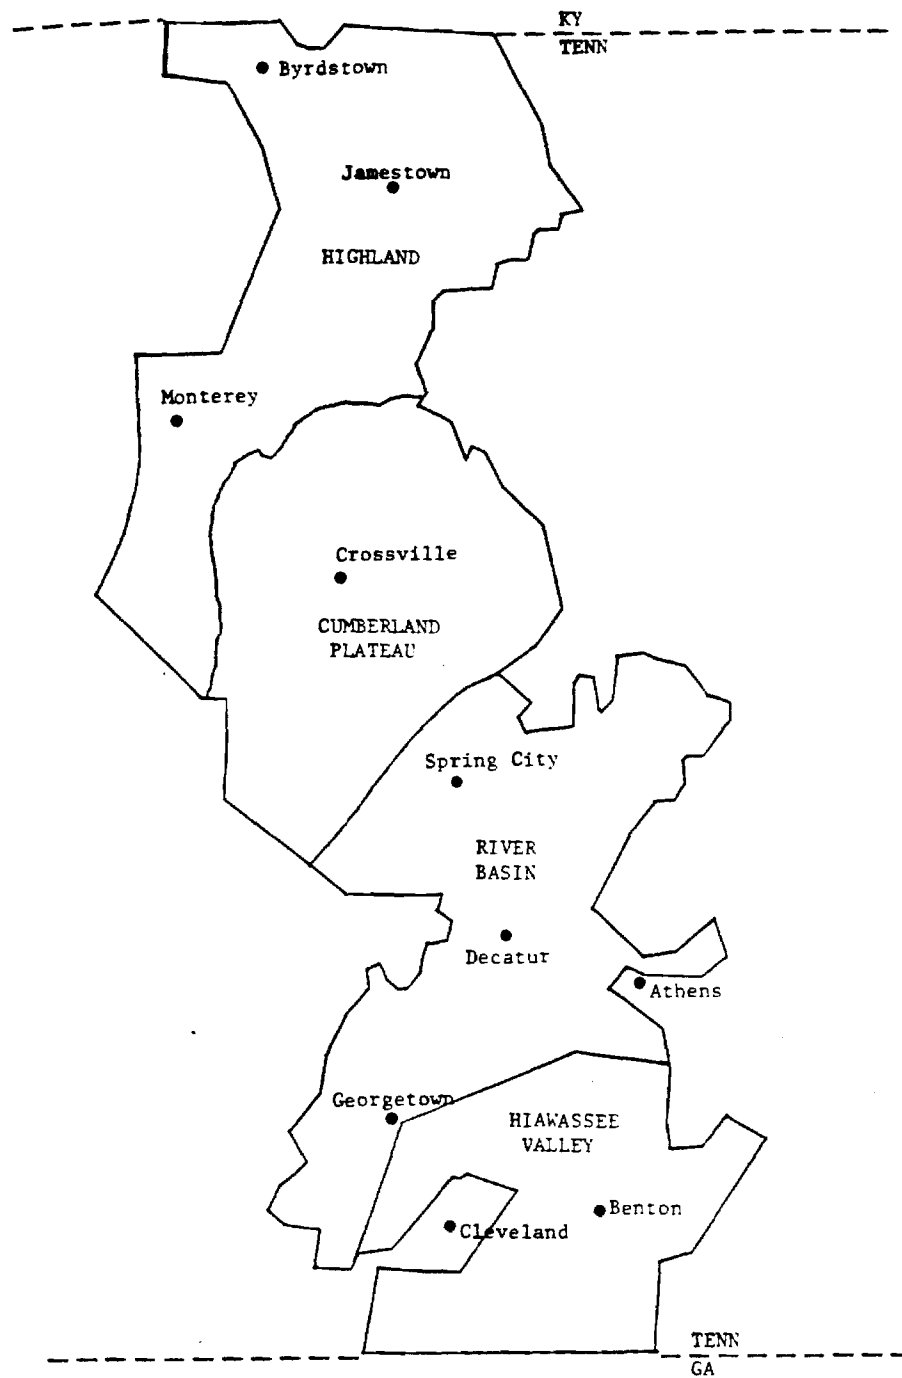 KY
TENN
Byrdstown
Jamestown
HIGHLAND
Monterey
Crossville
CUMBERLAND
PLATEAU
Spring City
RIVER
BASIN
Decatur
Athens
Georgetown
HIAWASSEE
VALLEY
Benton
Cleveland
TENN
GA